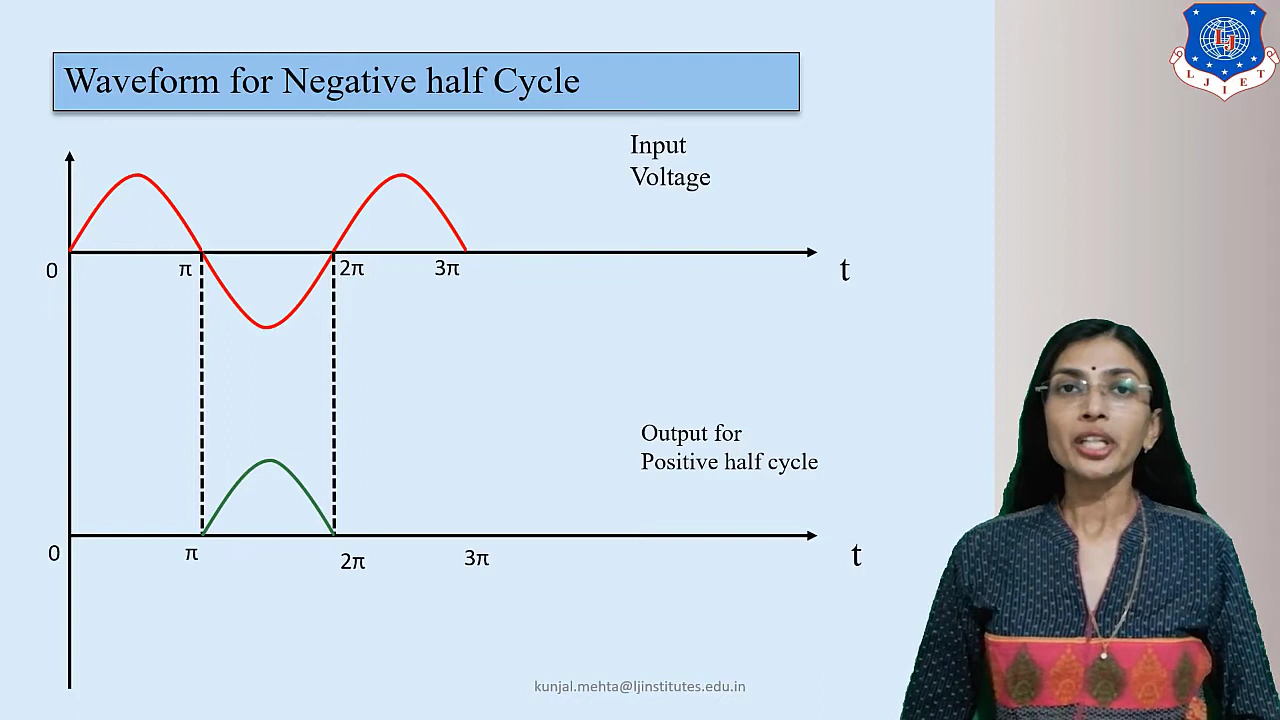 Waveform for Negative half Cycle
LJ
L J I E T
Input
Voltage
0
π
2π
3π
t
Output for
Positive half cycle
0
π
2π
3π
t
kunjal.mehta@ljinstitutes.edu.in